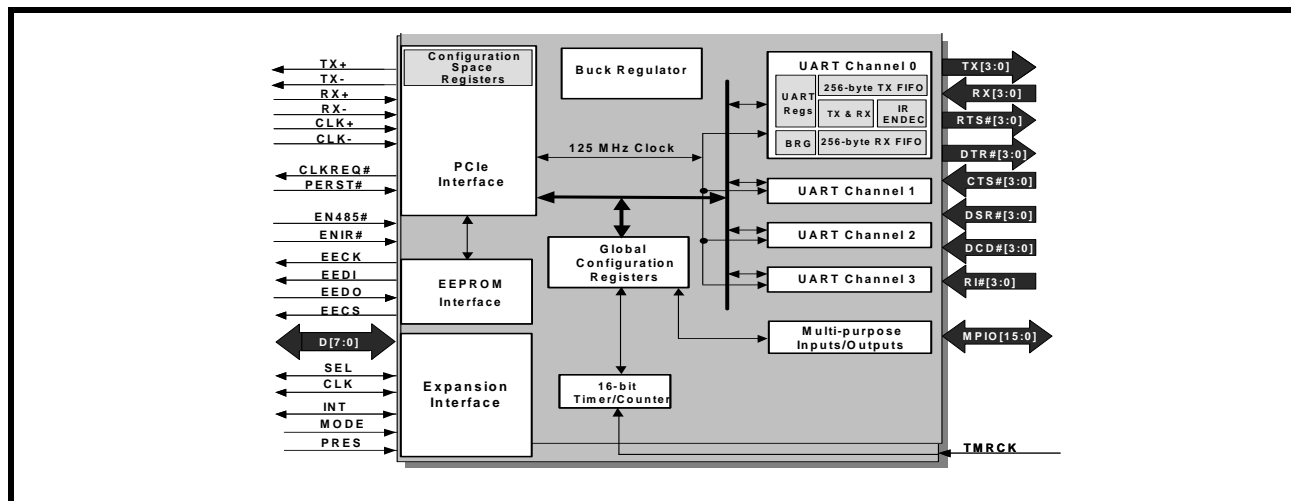 TX+
TX-
RX+
RX-
CLK+
CLK-
CLKREQ#
PERST#
EN485#
ENIR#
EECK
EEDI
EEDO
EECS
D[7:0]
SEL
CLK
INT
MODE
PRES
Configuration
Space
Registers
PCIe
Interface
EEPROM
Interface
Expansion
Interface
Buck Regulator
125 MHz Clock
Global
Configuration
Registers
16-bit
Timer/Counter
UART Channel 0
UART
Regs
256-byte TX FIFO
TX & RX
IR
ENDEC
BRG
256-byte RX FIFO
UART Channel 1
UART Channel 2
UART Channel 3
Multi-purpose
Inputs/Outputs
TX[3:0]
RX[3:0]
RTS#[3:0]
DTR#[3:0]
CTS#[3:0]
DSR#[3:0]
DCD#[3:0]
RI#[3:0]
MPIO[15:0]
TMRCK